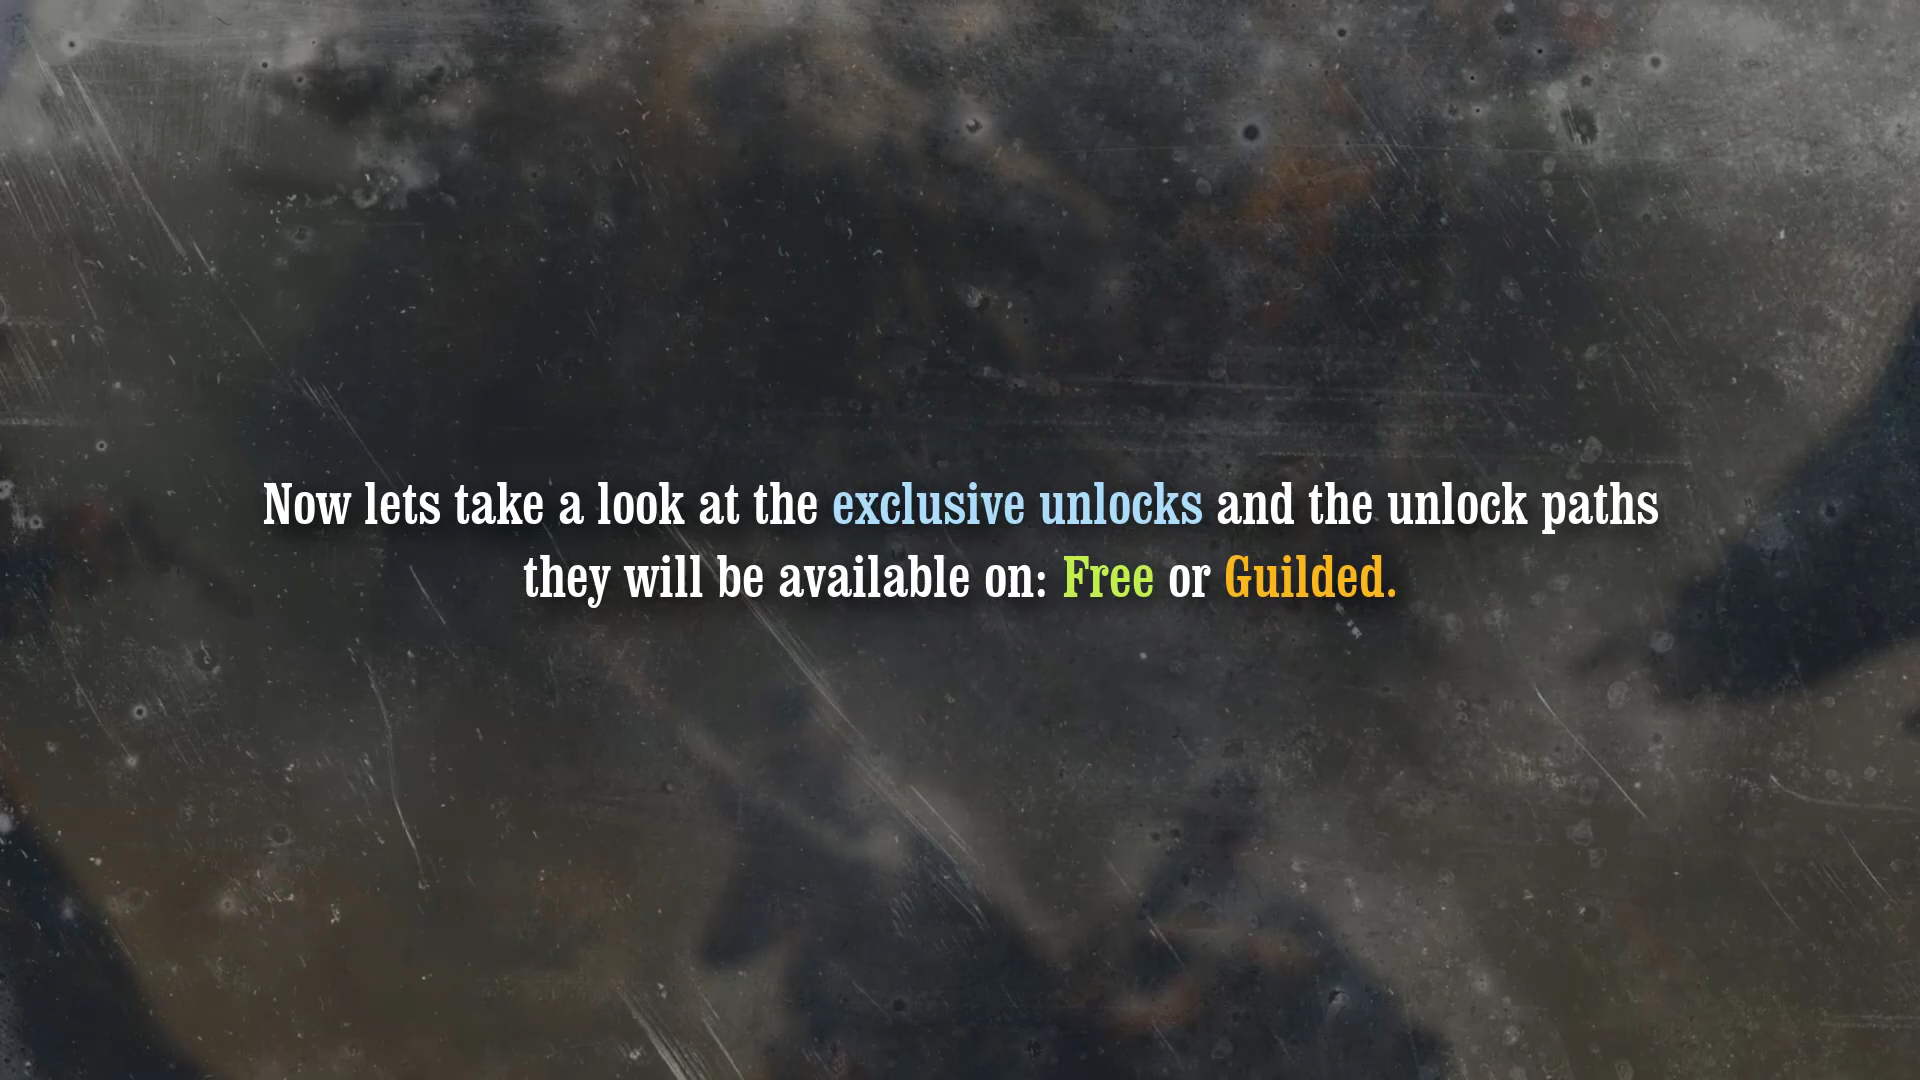 Now lets take a look at the exclusive unlocks and the unlock paths
they will be available on: Free or Guilded.